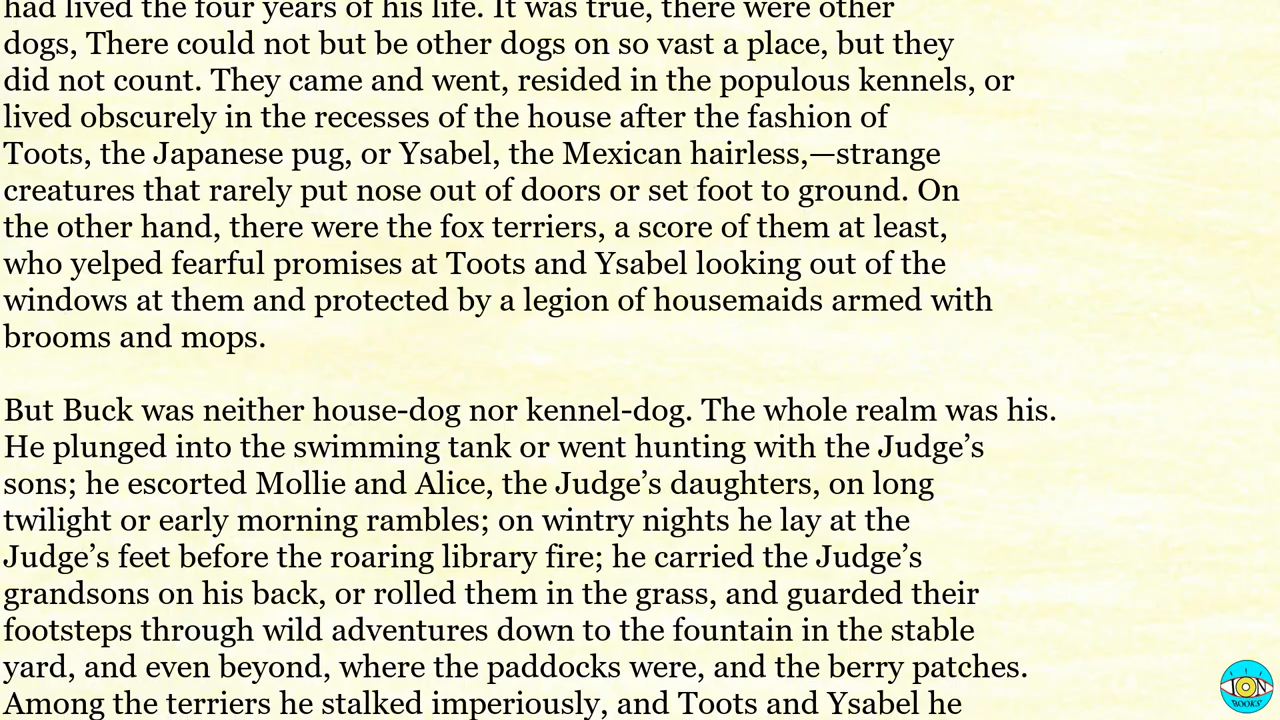 had lived the four years of his life. It was true, there were other
dogs, There could not but be other dogs on so vast a place, but they
did not count. They came and went, resided in the populous kennels, or
lived obscurely in the recesses of the house after the fashion of
Toots, the Japanese pug, or Ysabel, the Mexican hairless,—strange
creatures that rarely put nose out of doors or set foot to ground. On
the other hand, there were the fox terriers, a score of them at least,
who yelped fearful promises at Toots and Ysabel looking out of the
windows at them and protected by a legion of housemaids armed with
brooms and mops.
But Buck was neither house-dog nor kennel-dog. The whole realm was his.
He plunged into the swimming tank or went hunting with the Judge’s
sons; he escorted Mollie and Alice, the Judge’s daughters, on long
twilight or early morning rambles; on wintry nights he lay at the
Judge’s feet before the roaring library fire; he carried the Judge’s
grandsons on his back, or rolled them in the grass, and guarded their
footsteps through wild adventures down to the fountain in the stable
yard, and even beyond, where the paddocks were, and the berry patches.
Among the terriers he stalked imperiously, and Toots and Ysabel he
ION
BOOKS